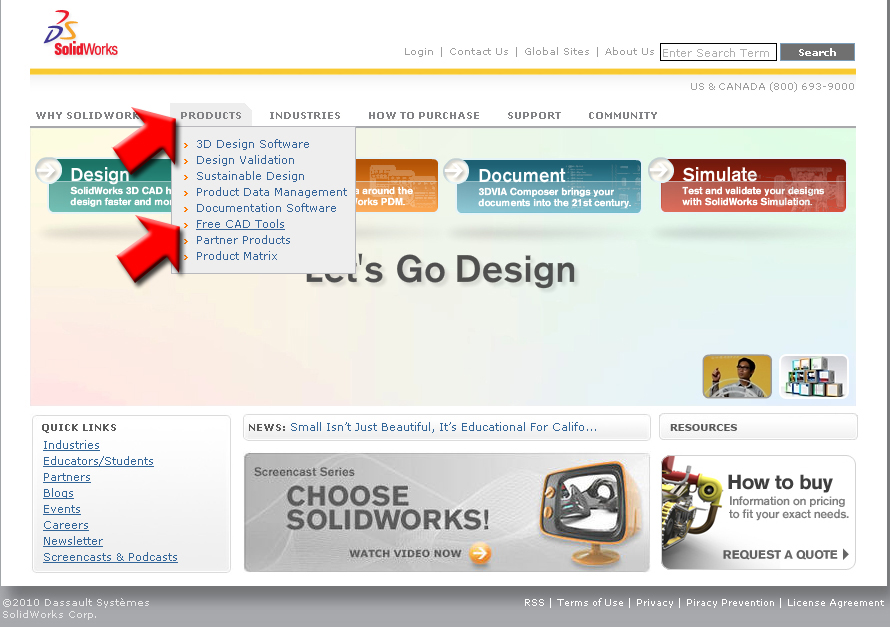 SolidWorks
Login | Contact Us | Global Sites | About Us
Enter Search Term
Search
US & CANADA (800) 693-9000
WHY SOLIDWORK
PRODUCTS
INDUSTRIES
HOW TO PURCHASE
SUPPORT
COMMUNITY
3D Design Software
Design Validation
Sustainable Design
Product Data Management
Documentation Software
Free CAD Tools
Partner Products
Product Matrix
Design
SolidWorks 3D CAD h
design faster and mo
a around the
orks PDM.
Document
3DVIA Composer brings your
documents into the 21st century.
Simulate
Test and validate your designs
with SolidWorks Simulation.
Let's Go Design
QUICK LINKS
Industries
Educators/Students
Partners
Blogs
Events
Careers
Newsletter
Screencasts & Podcasts
NEWS: Small Isn't Just Beautiful, It's Educational For Califo...
Screencast Series
CHOOSE
SOLIDWORKS!
WATCH VIDEO NOW
RESOURCES
How to buy
Information on pricing
to fit your exact needs.
REQUEST A QUOTE
©2010 Dassault Systèmes
SolidWorks Corp.
RSS | Terms of Use | Privacy | Piracy Prevention | License Agreement